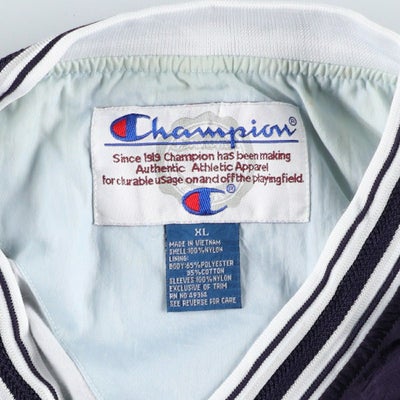 Champion
Since 1919 Champion has been making
Authentic Athletic Apparel
for durable usage on and off the playing field.
XL
MADE IN VIETNAM
SHELL:100%NYLON
LINING:
BODY:65%POLYESTER
35%COTTON
SLEEVES:100%NYLON
EXCLUSIVE OF TRIM
RN NO 49368
SEE REVERSE FOR CARE